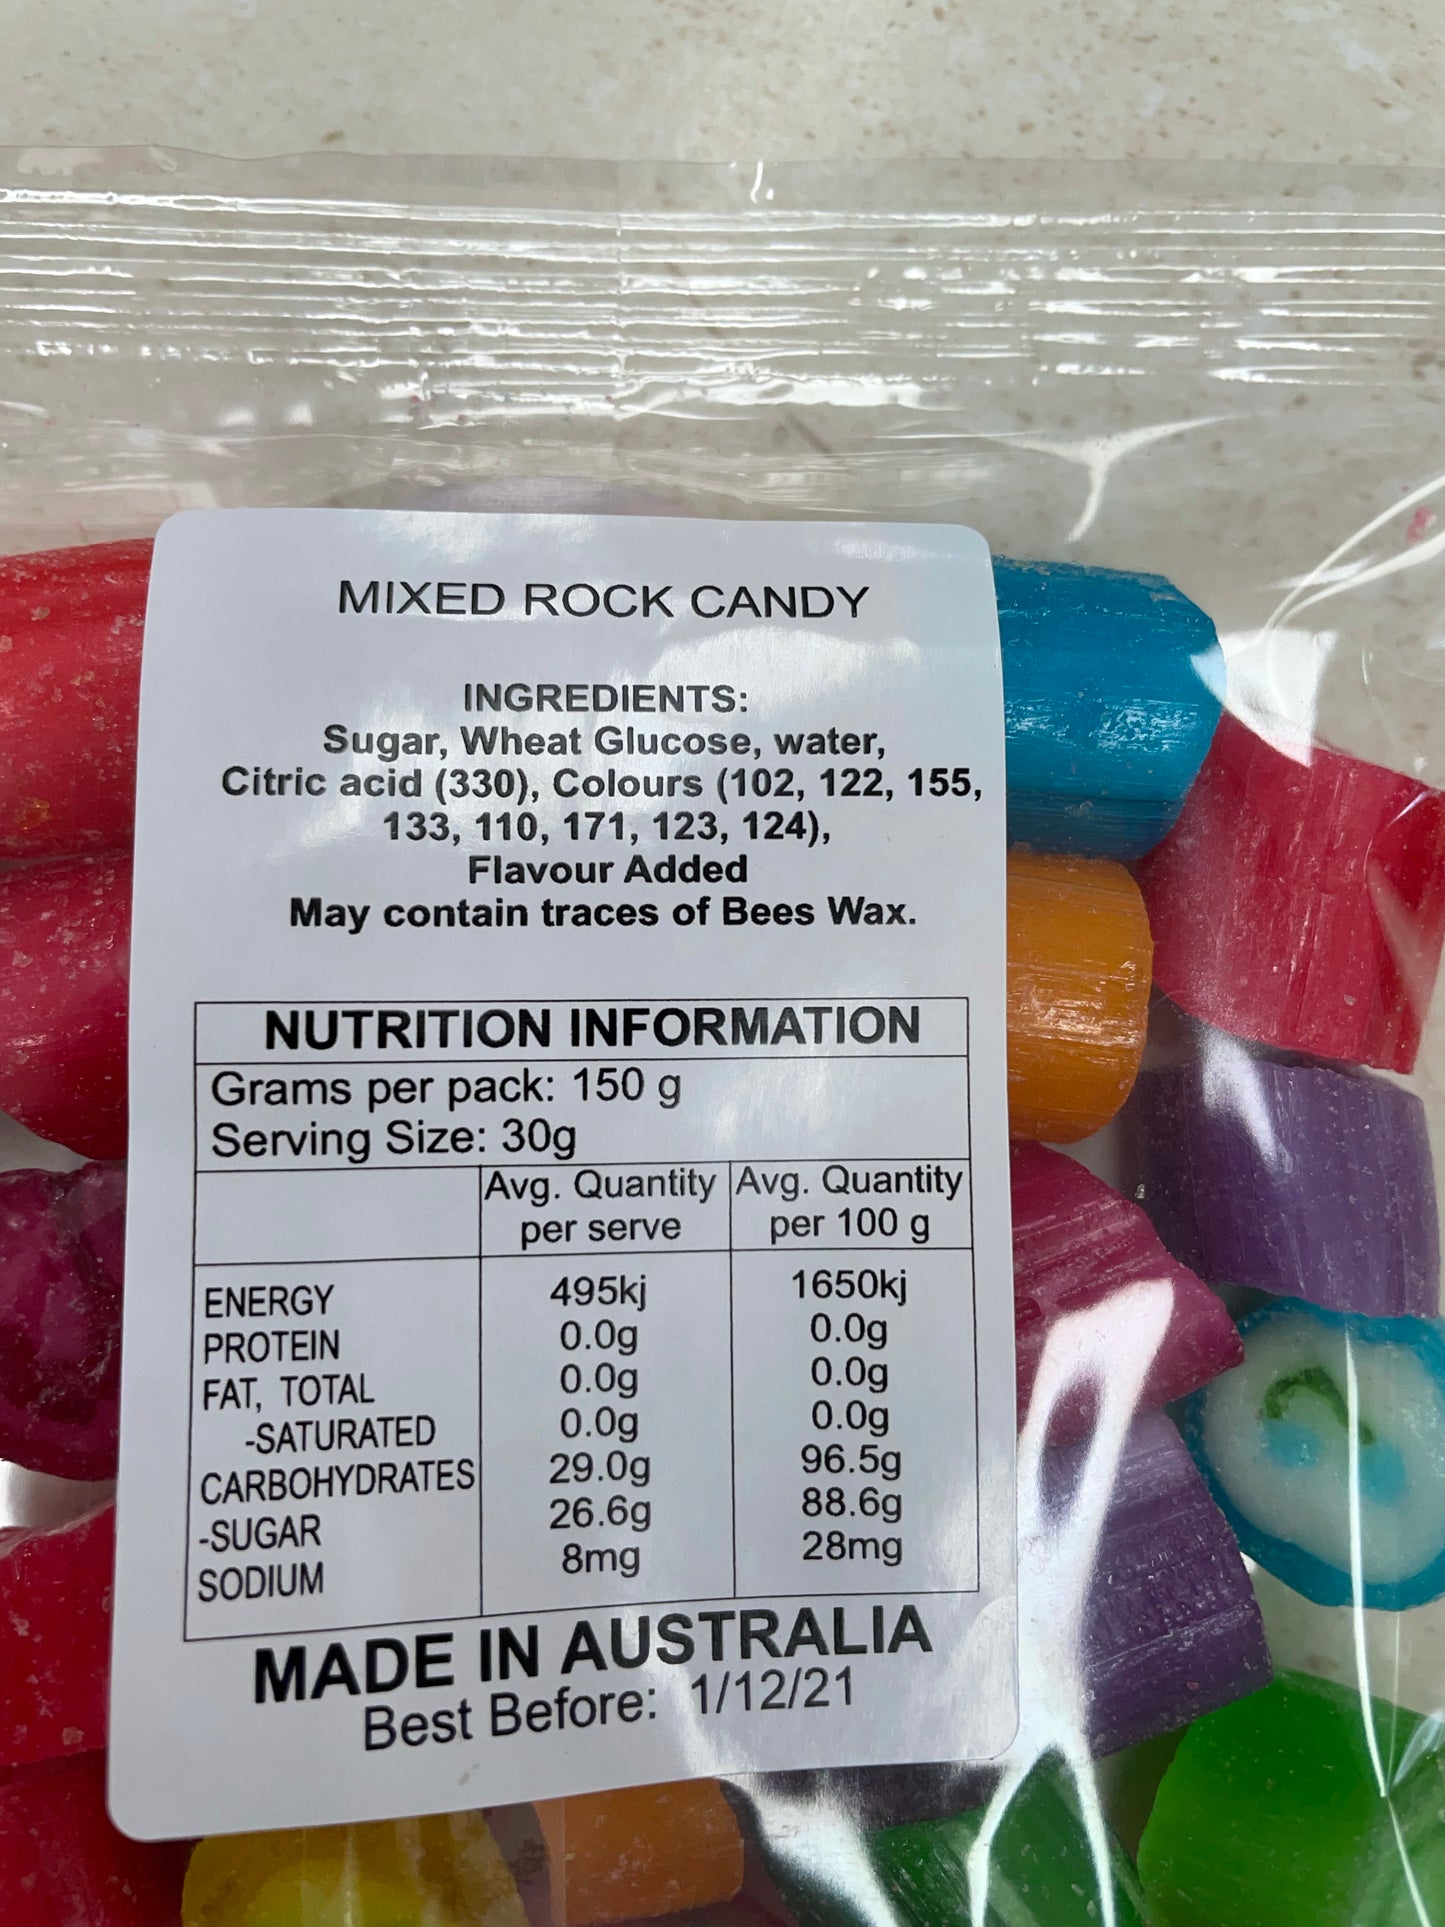 MIXED ROCK CANDY
INGREDIENTS:
Sugar, Wheat Glucose, water,
Citric acid (330), Colours (102, 122, 155,
133, 110, 171, 123, 124),
Flavour Added
May contain traces of Bees Wax.
NUTRITION INFORMATION
Grams per pack: 150 g
Serving Size: 30g
Avg. Quantity per serve Avg. Quantity per 100 g
ENERGY 495kj 1650kj
PROTEIN 0.0g 0.0g
FAT, TOTAL 0.0g 0.0g
-SATURATED 0.0g 0.0g
CARBOHYDRATES 29.0g 96.5g
-SUGAR 26.6g 88.6g
SODIUM 8mg 28mg
MADE IN AUSTRALIA
Best Before: 1/12/21